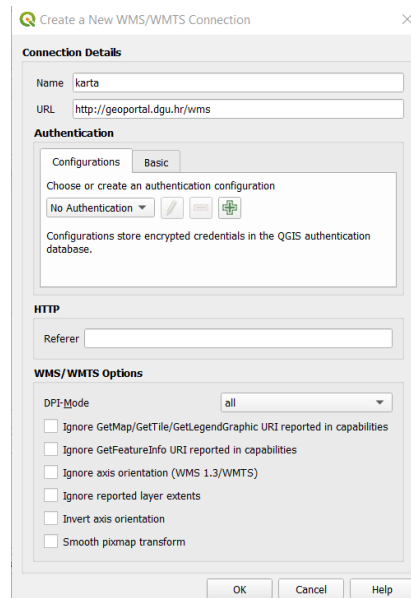 Create a New WMS/WMTS Connection
Connection Details
Name karta
URL http://geoportal.dgu.hr/wms
Authentication
Configurations Basic
Choose or create an authentication configuration
No Authentication
Configurations store encrypted credentials in the QGIS authentication
database.
HTTP
Referer
WMS/WMTS Options
DPI-Mode all
Ignore GetMap/GetTile/GetLegendGraphic URI reported in capabilities
Ignore GetFeatureInfo URI reported in capabilities
Ignore axis orientation (WMS 1.3/WMTS)
Ignore reported layer extents
Invert axis orientation
Smooth pixmap transform
OK Cancel Help